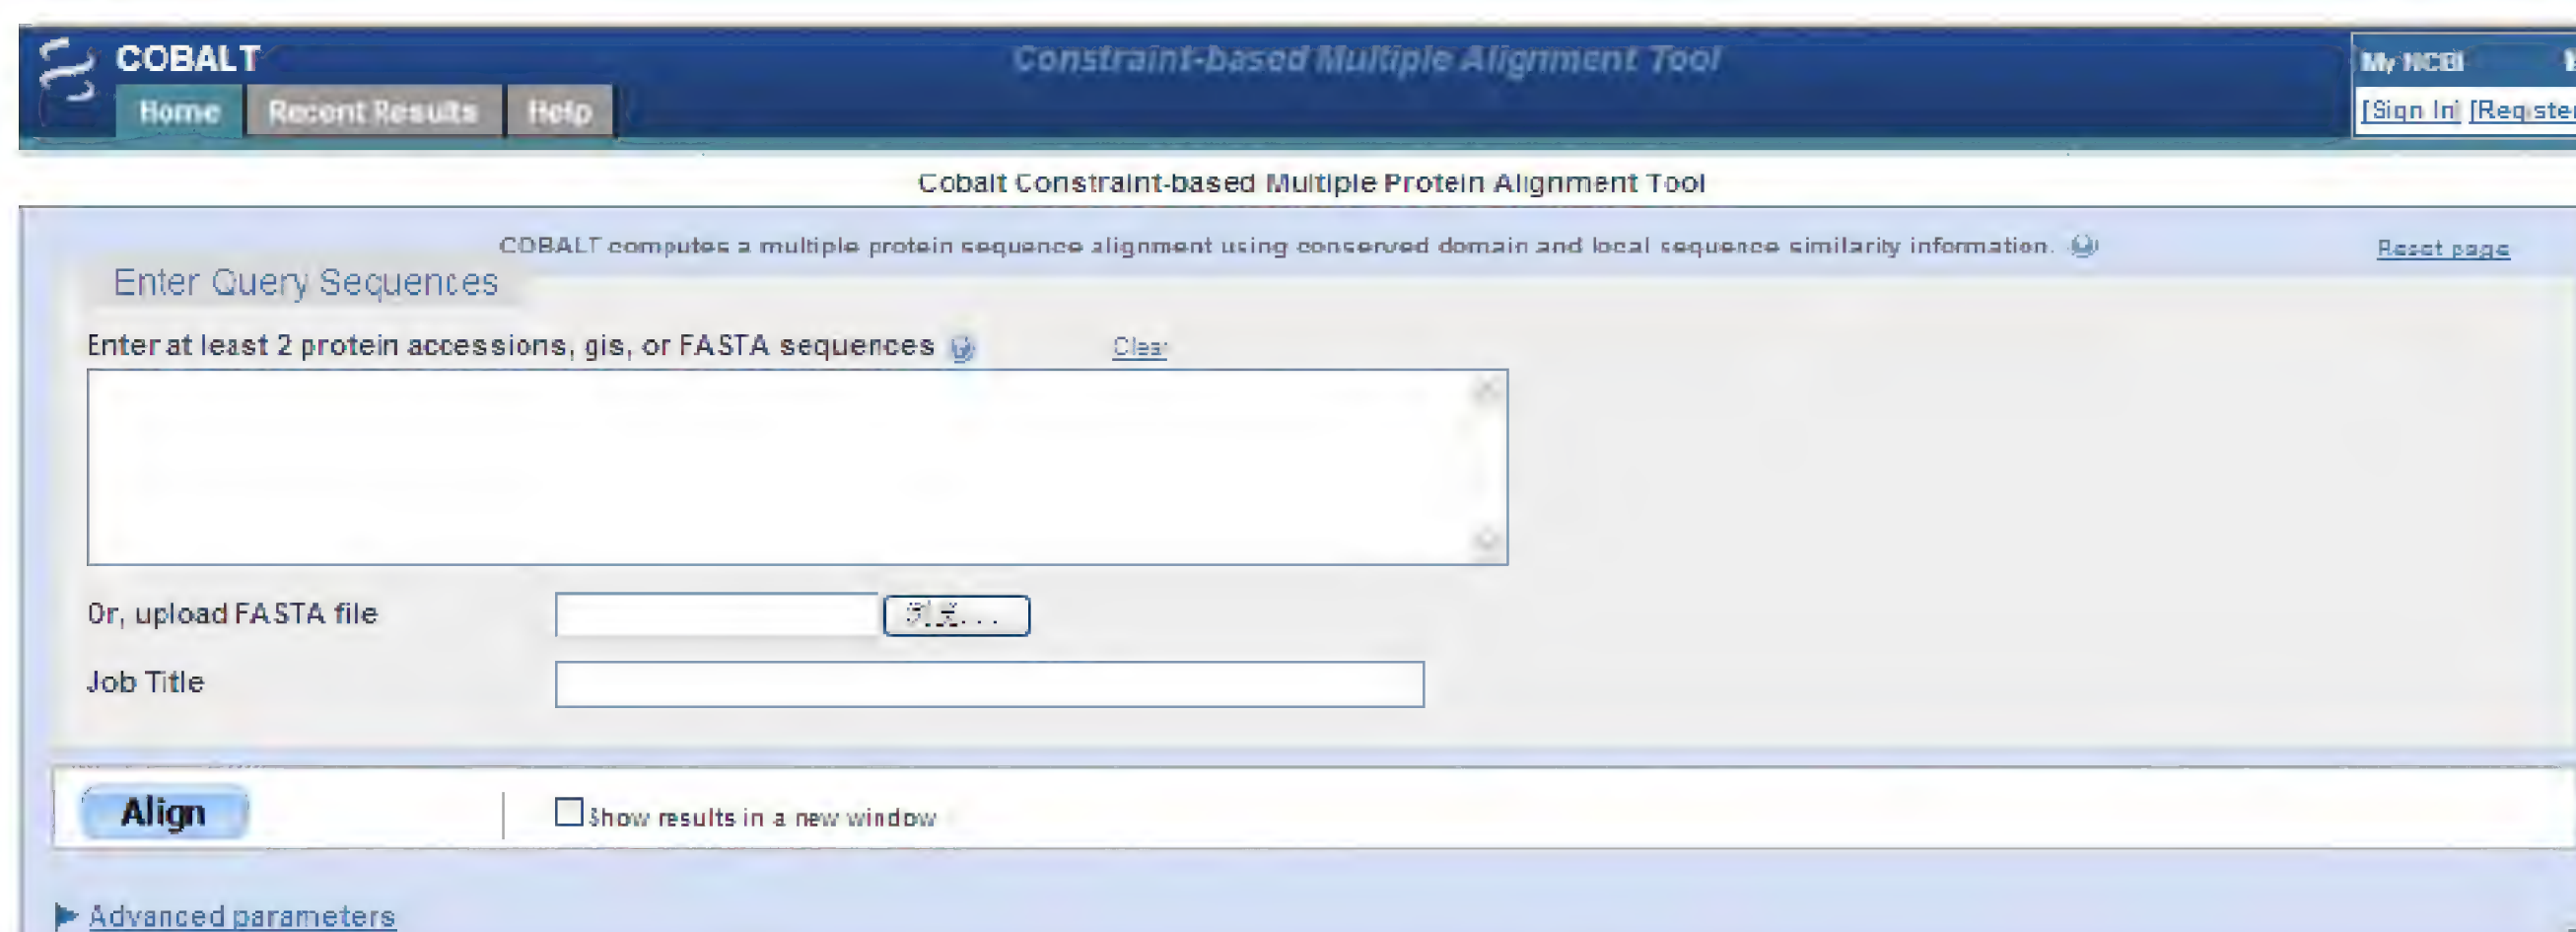 COBALT
Constraint-based Multiple Alignment Tool
My NCBI
Home Recent Results Help
[Sign In] [Register
Cobalt Constraint-based Multiple Protein Alignment Tool
COBALT computes a multiple protein sequence alignment using conserved domain and local sequence similarity information.
Reset page
Enter Query Sequences
Enter at least 2 protein accessions, gis, or FASTA sequences
Clear
Or, upload FASTA file
浏览...
Job Title
Align
Show results in a new window
Advanced parameters